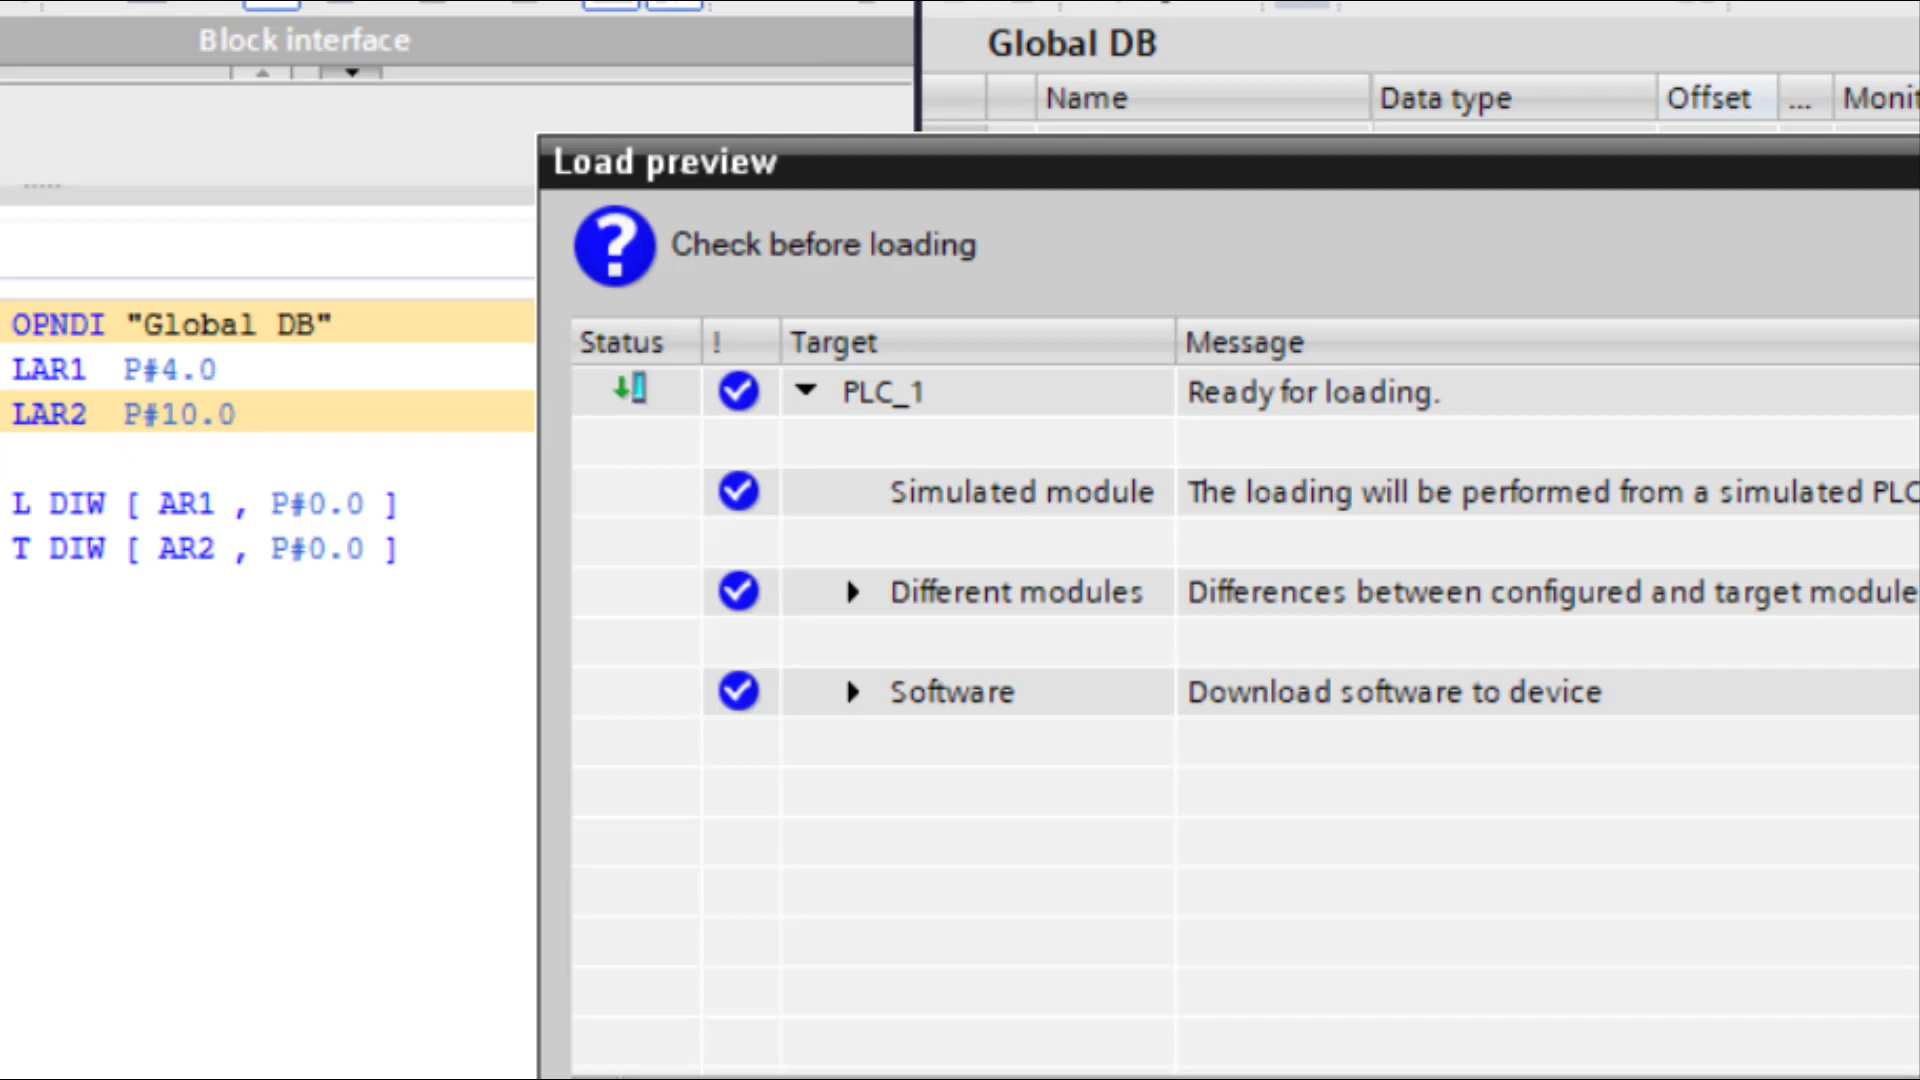 Block interface
Global DB
Name Data type Offset ... Monit
Load preview
Check before loading
OPNDI "Global DB"
LAR1 P#4.0
LAR2 P#10.0
L DIW [ AR1 , P#0.0 ]
T DIW [ AR2 , P#0.0 ]
Status ! Target Message
PLC_1 Ready for loading.
Simulated module The loading will be performed from a simulated PLC
Different modules Differences between configured and target module
Software Download software to device